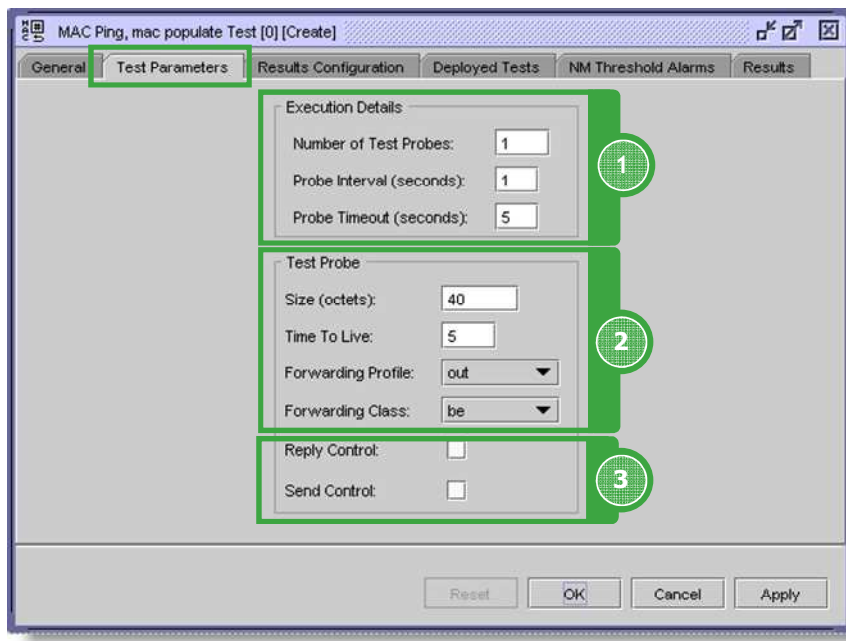 MAC Ping, mac populate Test [0] [Create]
General Test Parameters Results Configuration Deployed Tests NM Threshold Alarms Results
Execution Details
Number of Test Probes: 1
Probe Interval (seconds): 1
Probe Timeout (seconds): 5
1
Test Probe
Size (octets): 40
Time To Live: 5
Forwarding Profile: out
Forwarding Class: be
2
Reply Control:
Send Control:
3
Reset OK Cancel Apply